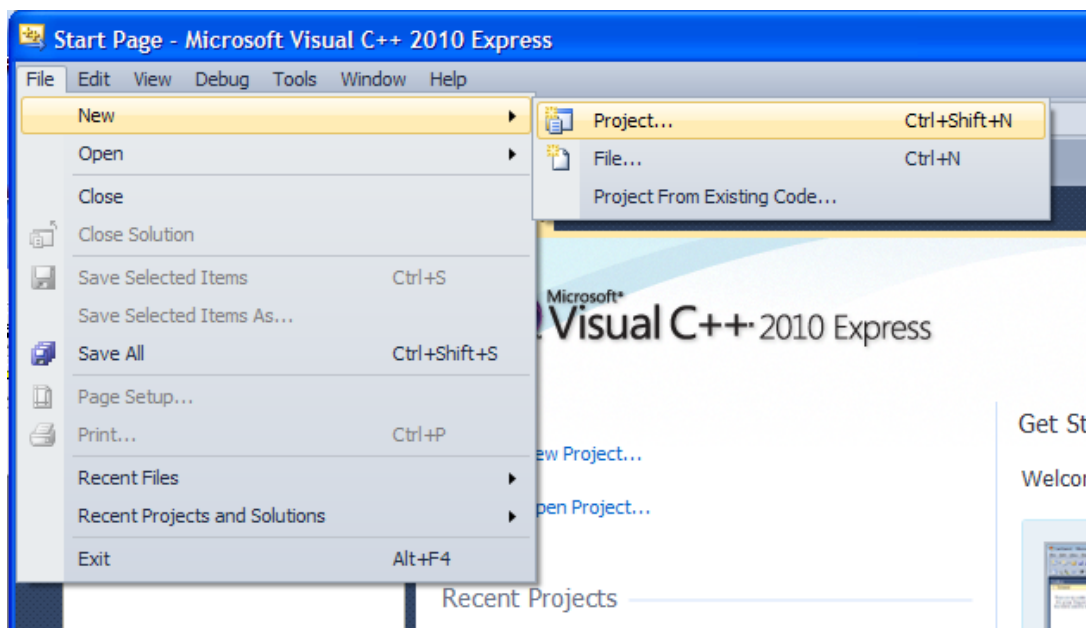 Start Page - Microsoft Visual C++ 2010 Express
File Edit View Debug Tools Window Help
New
Open
Close
Close Solution
Save Selected Items Ctrl+S
Save Selected Items As...
Save All Ctrl+Shift+S
Page Setup...
Print... Ctrl+P
Recent Files
Recent Projects and Solutions
Exit Alt+F4
Project... Ctrl+Shift+N
File... Ctrl+N
Project From Existing Code...
Microsoft
Visual C++ 2010 Express
ew Project...
pen Project...
Recent Projects
Get St
Welcor